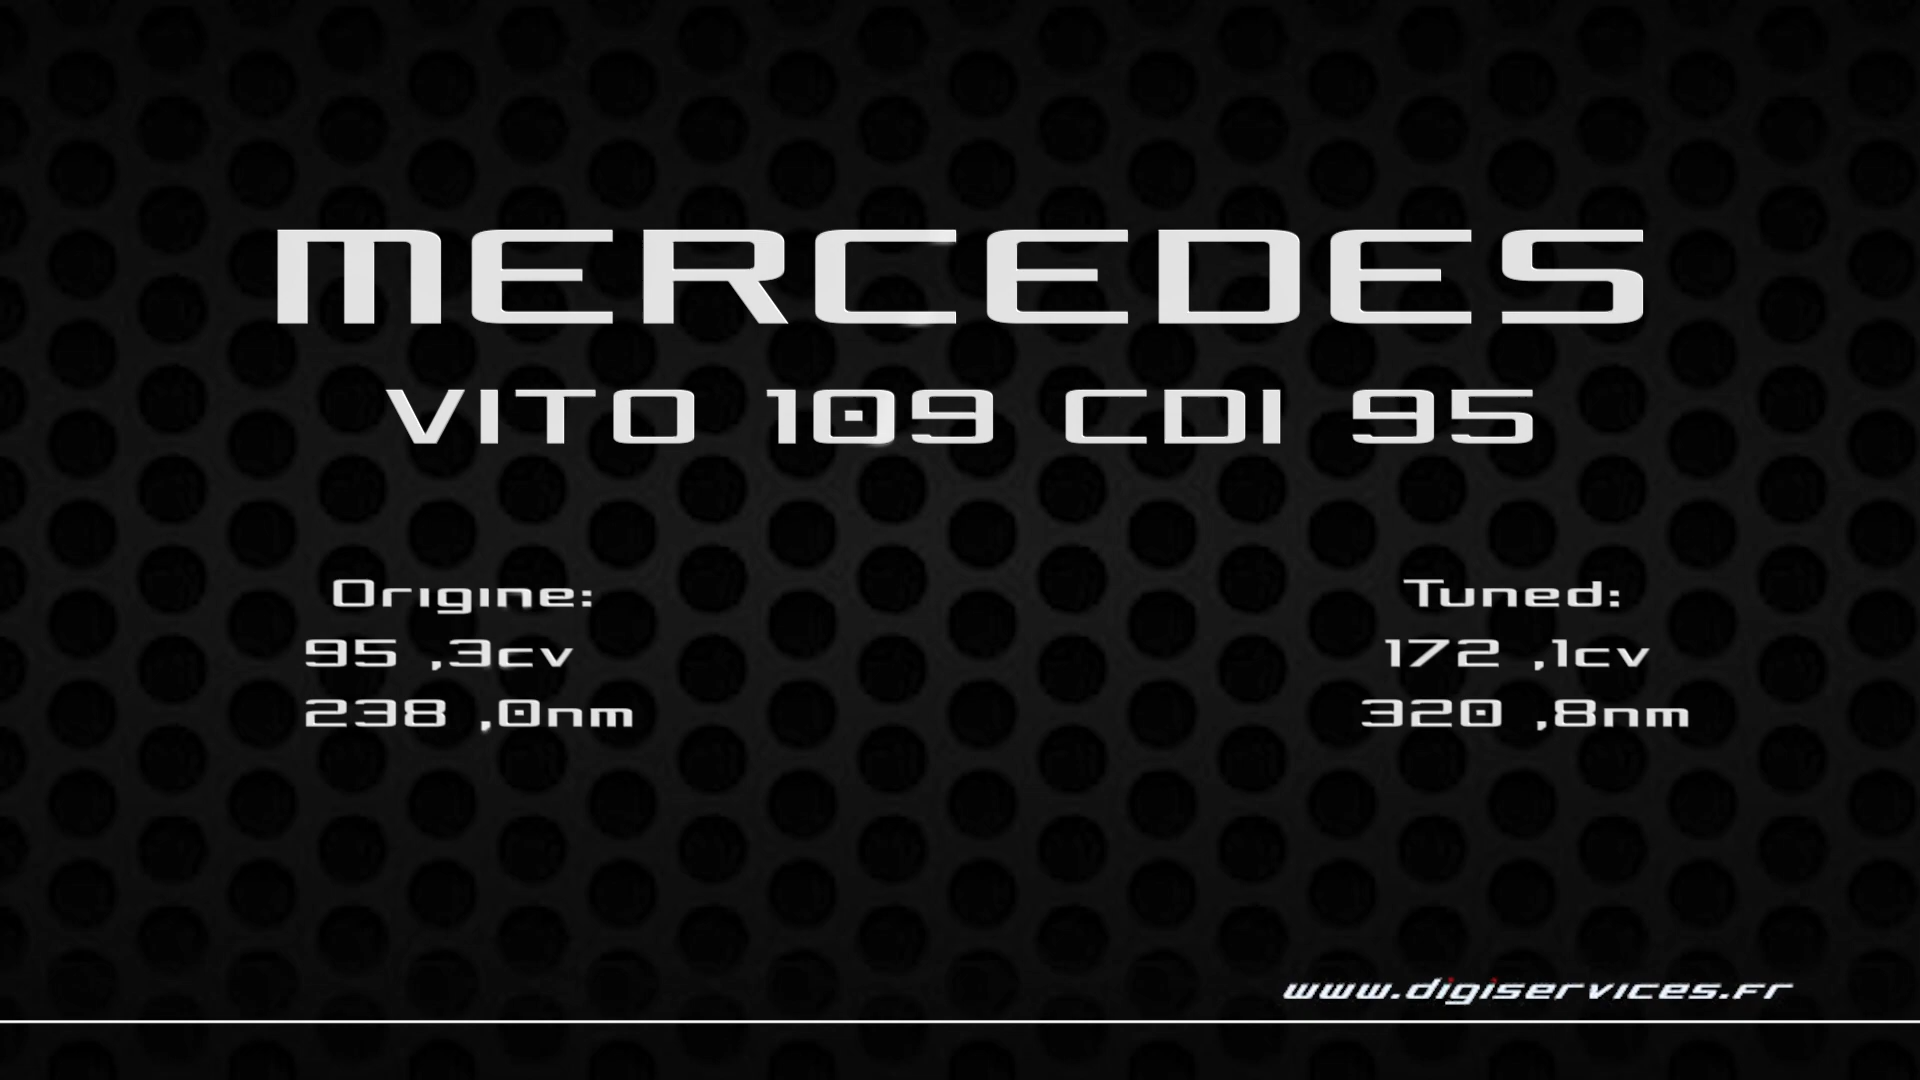 MERCEDES
VITO 109 CDI 95
Origine:
95 ,3cv
238 ,0nm
Tuned:
172 ,1cv
320 ,8nm
www.digiservices.fr